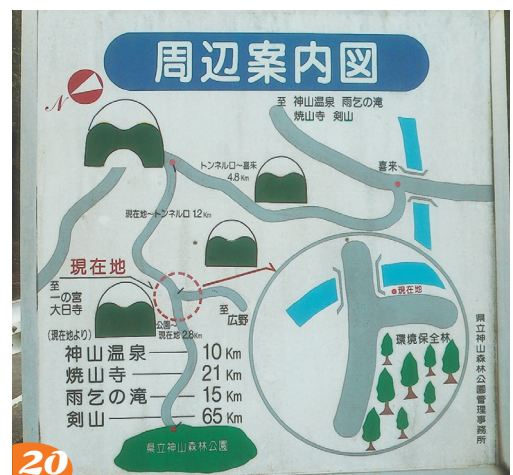 周辺案内図
N
至 神山温泉 雨乞の滝
焼山寺 剣山
トンネル口〜喜来
4.8Km
喜来
現在地〜トンネル口 1.2Km
現在地
至
一の宮
大日寺
至
広野
現在地
公園〜
現在地 2.8Km
(現在地より)
神山温泉 10Km
焼山寺 21Km
雨乞の滝 15Km
剣山 65Km
環境保全林
県立神山森林公園管理事務所
県立神山森林公園
20